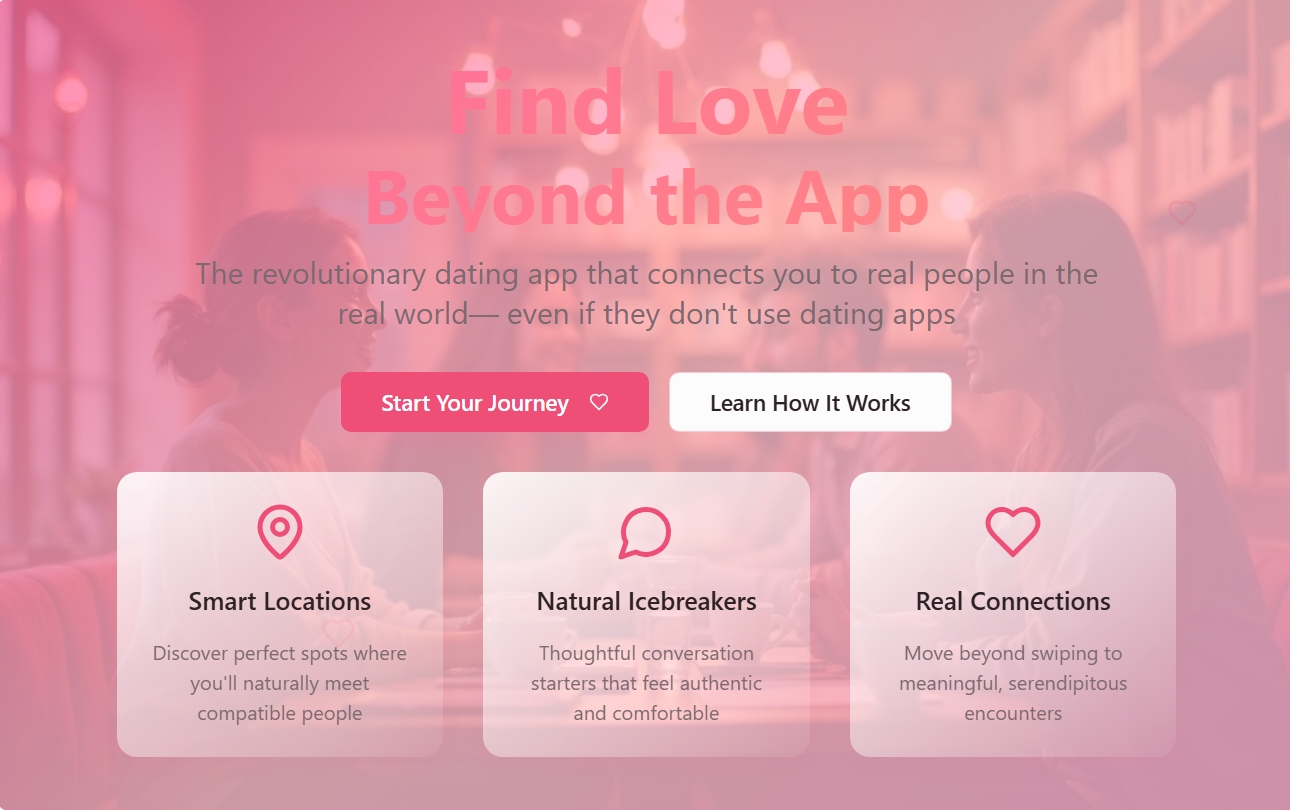 Find Love
Beyond the App
The revolutionary dating app that connects you to real people in the
real world— even if they don't use dating apps
Start Your Journey
Learn How It Works
Smart Locations
Discover perfect spots where
you'll naturally meet
compatible people
Natural Icebreakers
Thoughtful conversation
starters that feel authentic
and comfortable
Real Connections
Move beyond swiping to
meaningful, serendipitous
encounters